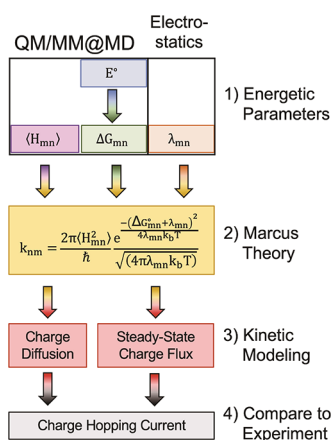 QM/MM@MD
Electro-
statics
E°
⟨Hmn⟩ ΔGmn λmn
1) Energetic
Parameters
knm = 2π⟨H²mn⟩/ħ e^(-(ΔG°mn+λmn)²/4λmnkbT)/√(4πλmnkbT)
2) Marcus
Theory
Charge
Diffusion
Steady-State
Charge Flux
3) Kinetic
Modeling
Charge Hopping Current
4) Compare to
Experiment